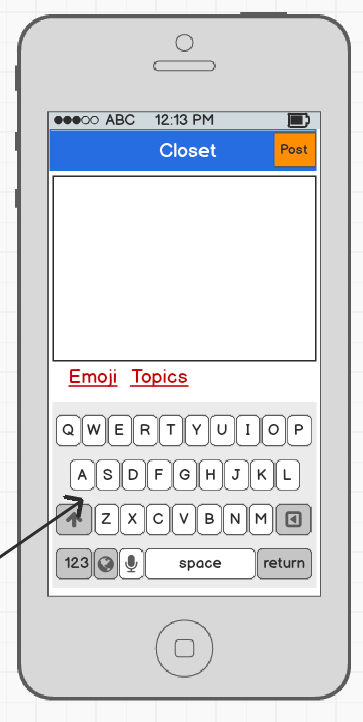 ABC 12:13 PM
Closet Post
Emoji Topics
Q W E R T Y U I O P
A S D F G H J K L
Z X C V B N M
123 space return